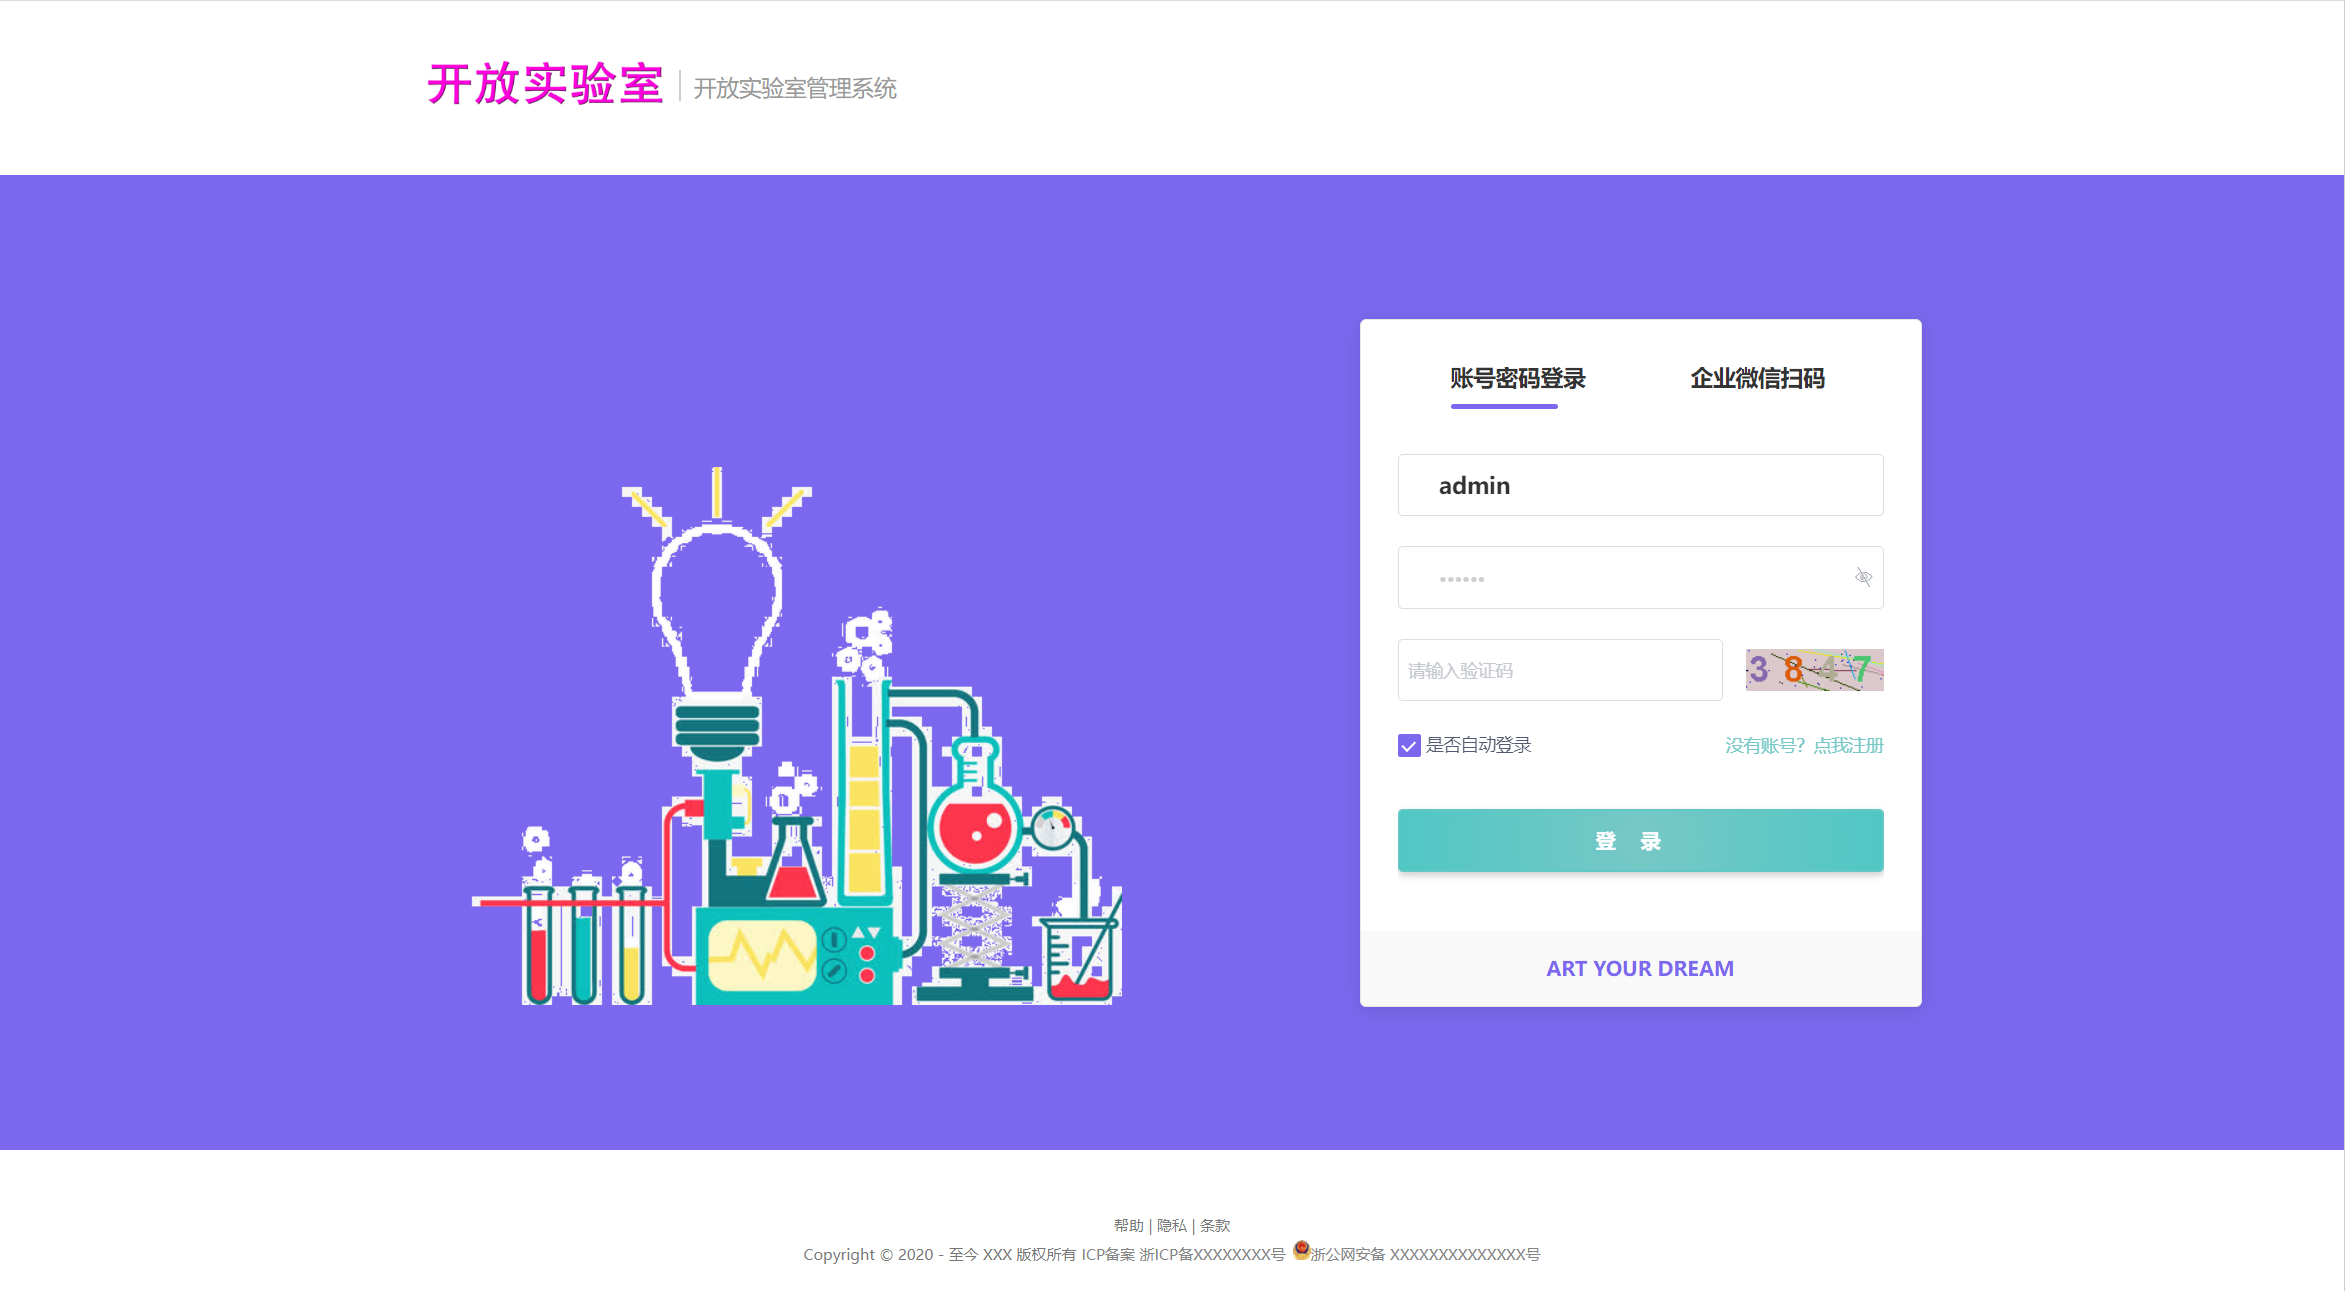 开放实验室 | 开放实验室管理系统
账号密码登录 企业微信扫码
admin
••••••
请输入验证码 3 8 4 7
是否自动登录 没有账号？点我注册
登 录
ART YOUR DREAM
帮助 | 隐私 | 条款
Copyright © 2020 - 至今 XXX 版权所有 ICP备案 浙ICP备XXXXXXXX号 浙公网安备 XXXXXXXXXXXXXX号